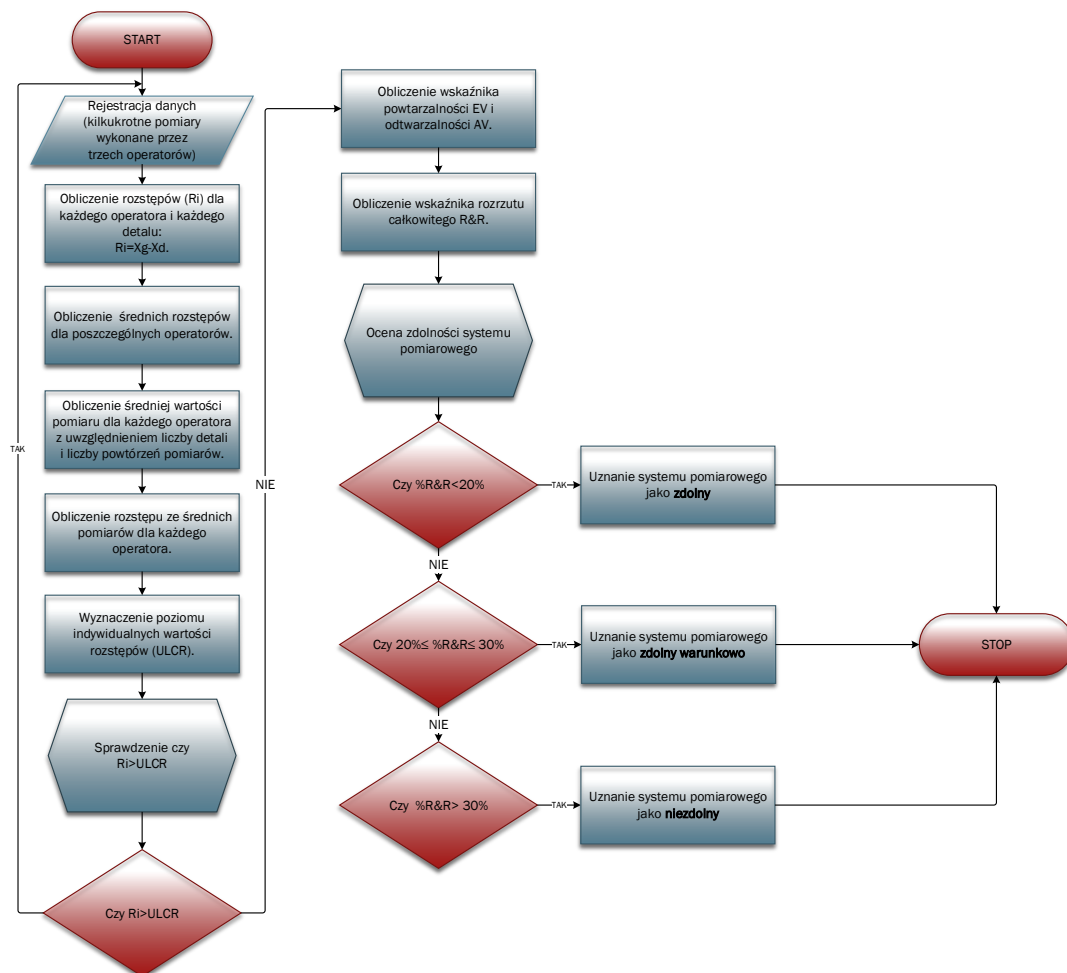 START
Rejestracja danych
(kilkukrotne pomiary
wykonane przez
trzech operatorów)
Obliczenie rozstępów (Ri) dla
każdego operatora i każdego
detalu:
Ri=Xg-Xd.
Obliczenie średnich rozstępów
dla poszczególnych operatorów.
Obliczenie średniej wartości
pomiaru dla każdego operatora
z uwzględnieniem liczby detali
i liczby powtórzeń pomiarów.
Obliczenie rozstępu ze średnich
pomiarów dla każdego
operatora.
Wyznaczenie poziomu
indywidualnych wartości
rozstępów (ULCR).
Sprawdzenie czy
Ri>ULCR
Czy Ri>ULCR
TAK
NIE
Obliczenie wskaźnika
powtarzalności EV i
odtwarzalności AV.
Obliczenie wskaźnika rozrzutu
całkowitego R&R.
Ocena zdolności systemu
pomiarowego
Czy %R&R<20%
TAK
Uznanie systemu pomiarowego
jako zdolny
NIE
Czy 20%≤ %R&R≤ 30%
TAK
Uznanie systemu pomiarowego
jako zdolny warunkowo
NIE
Czy %R&R> 30%
TAK
Uznanie systemu pomiarowego
jako niezdolny
STOP